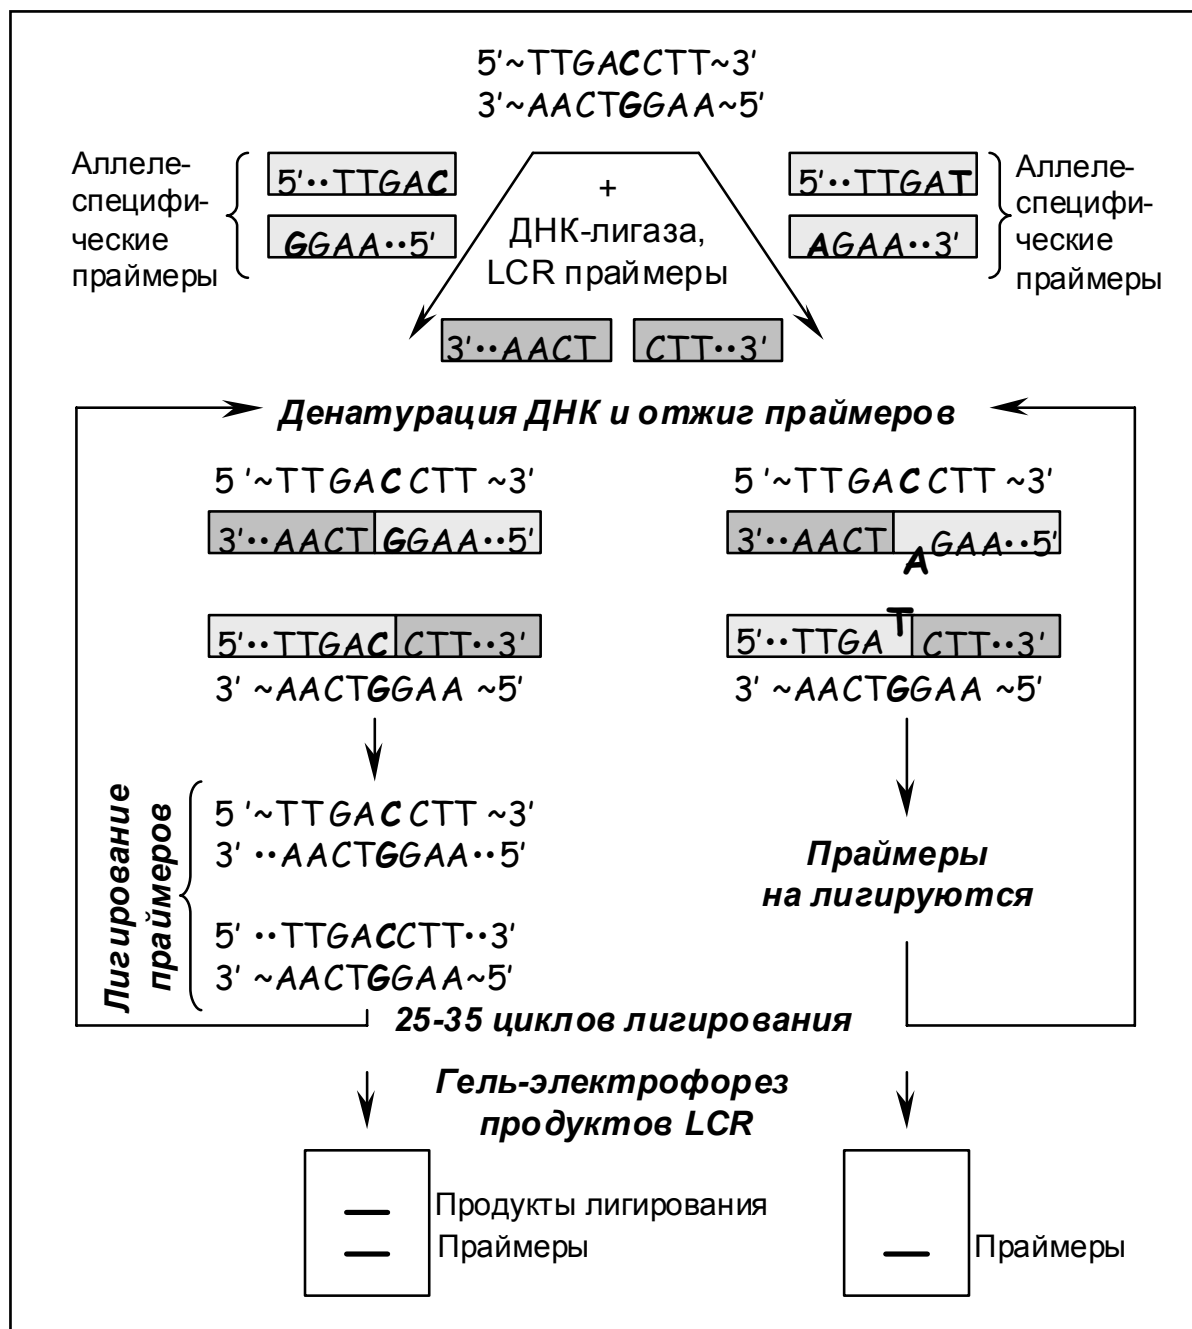 5'~TTGACCTT~3'
3'~AACTGGAA~5'
Аллеле-
специфи-
ческие
праймеры
5'••TTGAC
GGAA••5'
+
ДНК-лигаза,
LCR праймеры
5'••TTGAT
AGAA••3'
Аллеле-
специфи-
ческие
праймеры
3'••AACT
CTT••3'
Денатурация ДНК и отжиг праймеров
5 '~TTGACCTT ~3'
3'••AACT GGAA••5'
5'••TTGAC CTT••3'
3' ~AACTGGAA ~5'
5 '~TTGACCTT ~3'
3'••AACT AGAA••5'
5'••TTGA T CTT••3'
3' ~AACTGGAA ~5'
Лигирование
праймеров
5 '~TTGACCTT ~3'
3' ••AACTGGAA••5'
5' ••TTGACCTT••3'
3' ~AACTGGAA~5'
Праймеры
на лигируются
25-35 циклов лигирования
Гель-электрофорез
продуктов LCR
Продукты лигирования
Праймеры
Праймеры